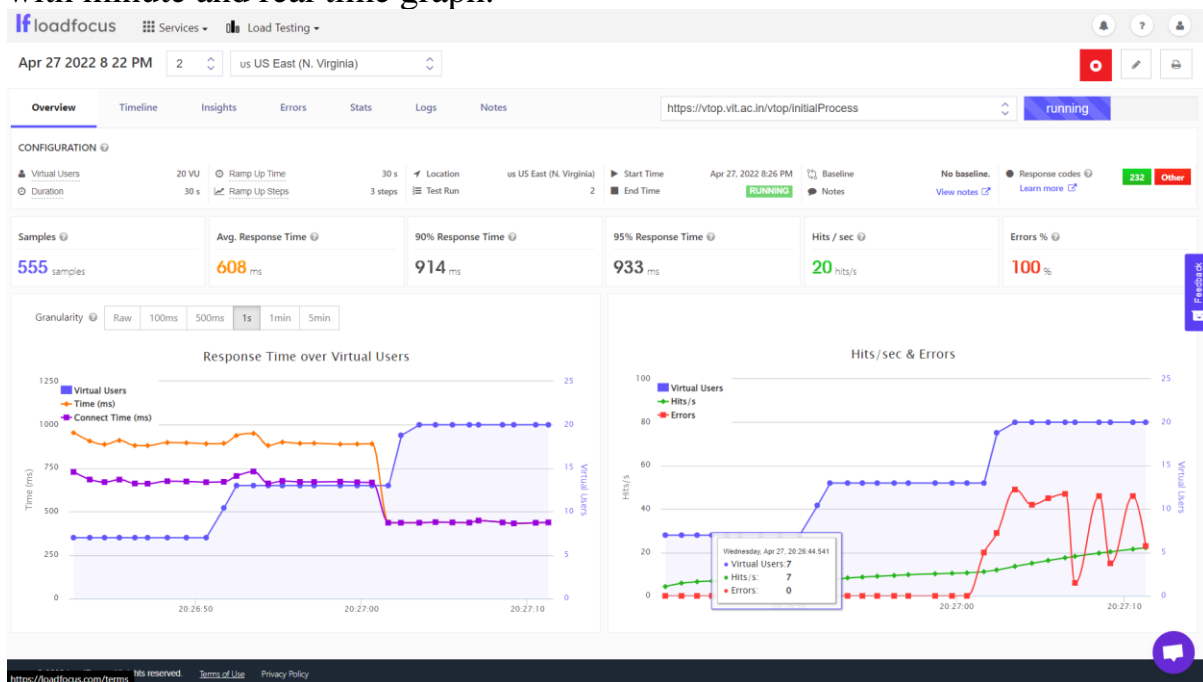 with minute and real time graph.
loadfocus Services Load Testing
Apr 27 2022 8 22 PM 2 us US East (N. Virginia)
Overview Timeline Insights Errors Stats Logs Notes https://vtop.vit.ac.in/vtop/initialProcess running
CONFIGURATION
Virtual Users 20 VU Ramp Up Time 30 s Location us US East (N. Virginia) Start Time Apr 27, 2022 8:26 PM Baseline No baseline. Response codes 232 Other
Duration 30 s Ramp Up Steps 3 steps Test Run 2 End Time RUNNING Notes View notes Learn more
Samples Avg. Response Time 90% Response Time 95% Response Time Hits / sec Errors %
555 samples 608 ms 914 ms 933 ms 20 hits/s 100 %
Feedback
Granularity Raw 100ms 500ms 1s 1min 5min
Response Time over Virtual Users
Virtual Users
Time (ms)
Connect Time (ms)
1250
1000
750
500
250
0
Time (ms)
25
20
15
10
5
0
Virtual Users
20:26:50 20:27:00 20:27:10
Hits/sec & Errors
Virtual Users
Hits/s
Errors
100
80
60
40
20
0
Hits/s
Wednesday, Apr 27, 20:26:44.541
Virtual Users: 7
Hits/s: 7
Errors: 0
25
20
15
10
5
0
Virtual Users
20:27:00 20:27:10
hts reserved. Terms of Use Privacy Policy
https://loadfocus.com/terms